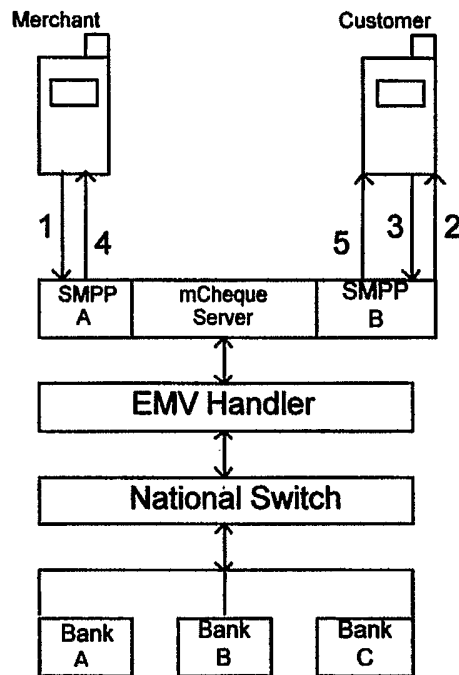 Merchant
Customer
1
4
5
3
2
SMPP
A
mCheque
Server
SMPP
B
EMV Handler
National Switch
Bank
A
Bank
B
Bank
C